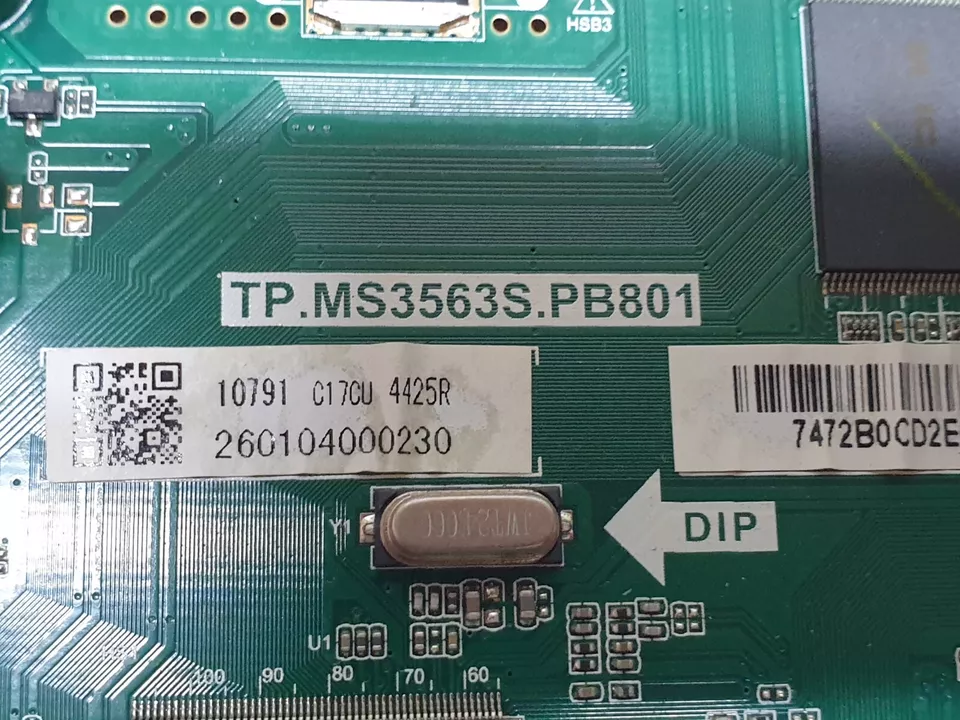 HSB3
TP.MS3563S.PB801
10791 C17CU 4425R
260104000230
7472B0CD2E
Y1
DIP
U1
100 90 80 70 60